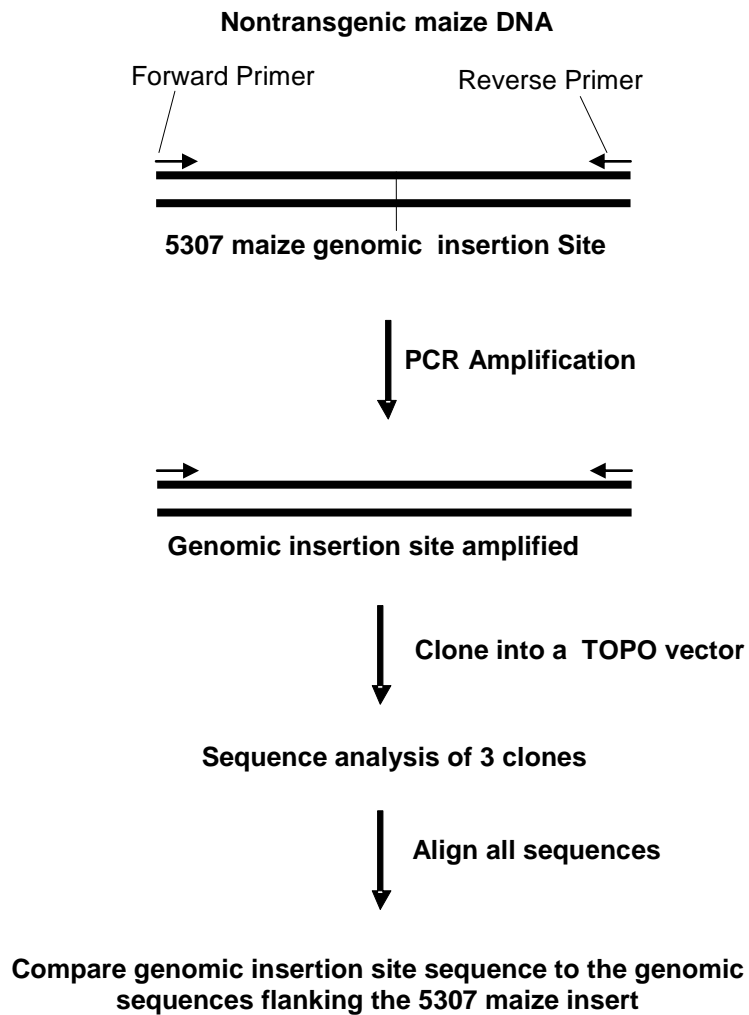 Nontransgenic maize DNA
Forward Primer
Reverse Primer
5307 maize genomic insertion Site
PCR Amplification
Genomic insertion site amplified
Clone into a TOPO vector
Sequence analysis of 3 clones
Align all sequences
Compare genomic insertion site sequence to the genomic
sequences flanking the 5307 maize insert